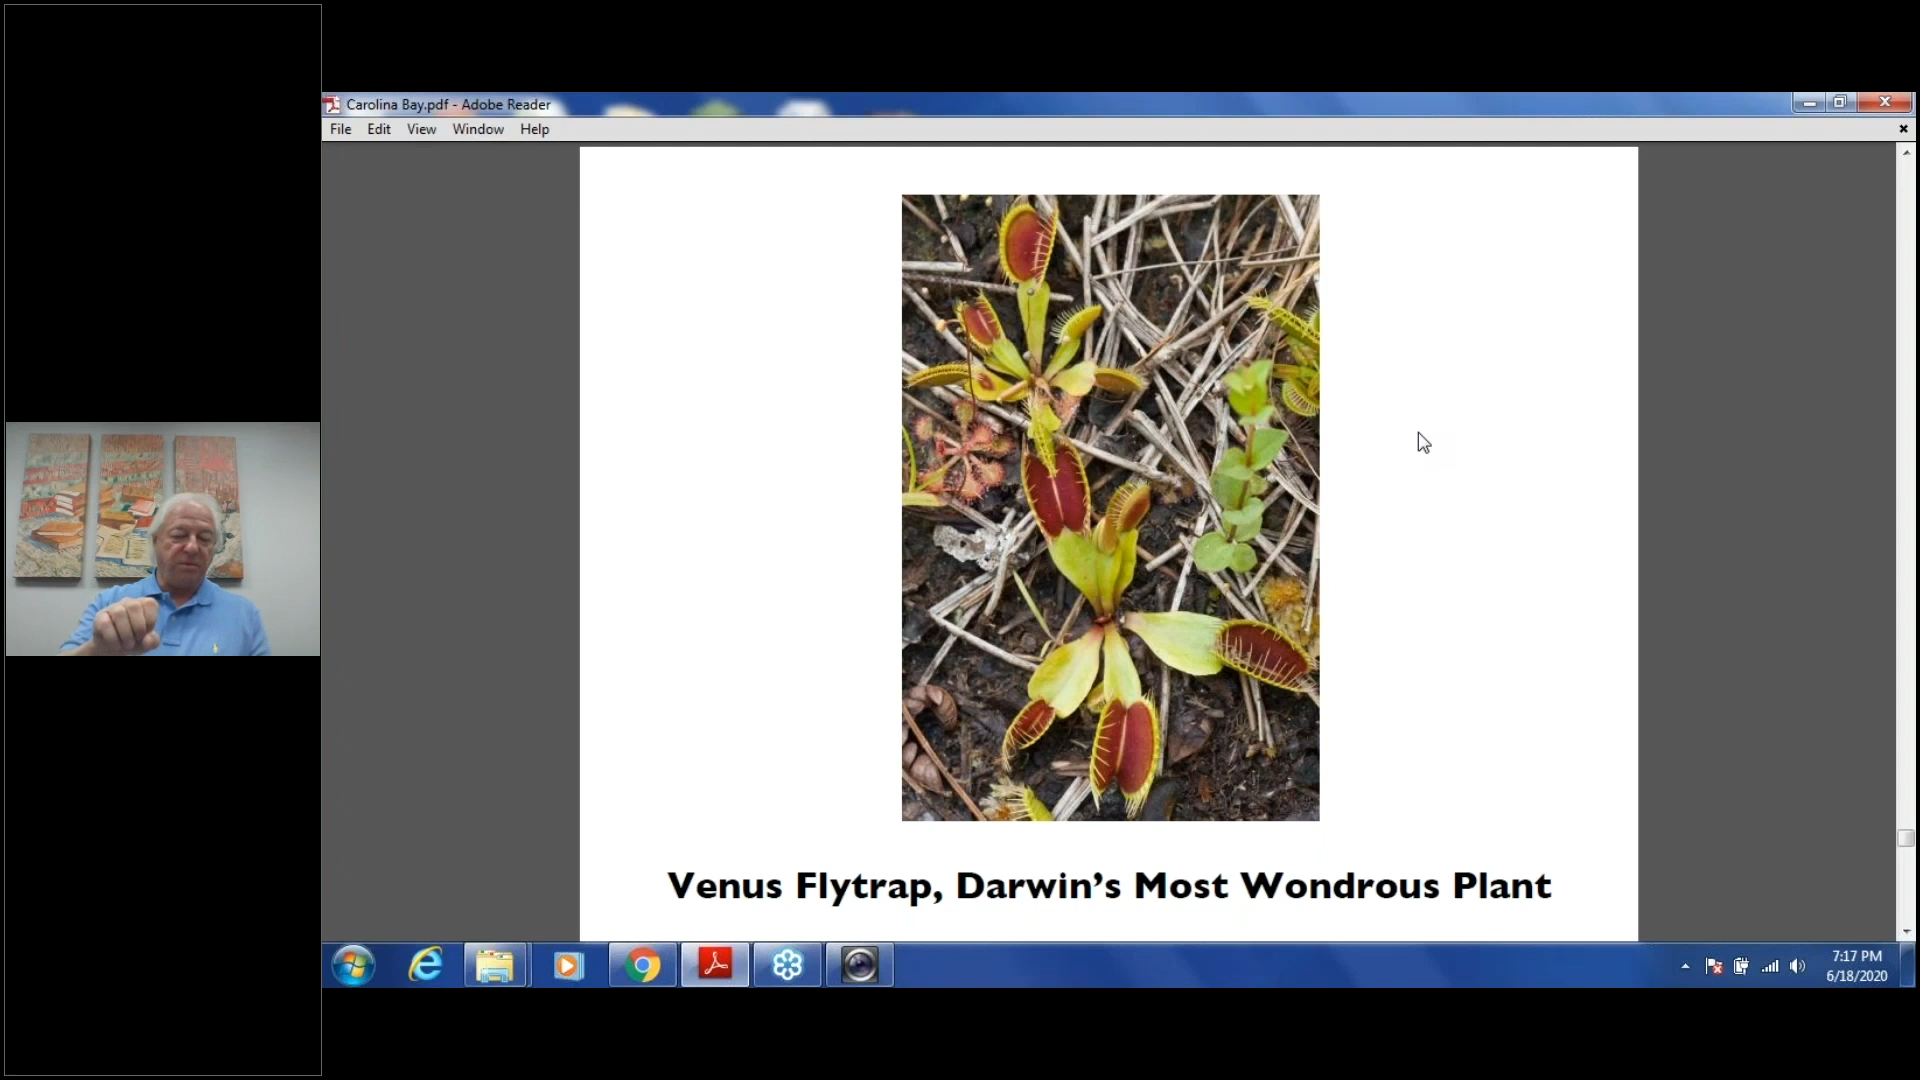 Carolina Bay.pdf - Adobe Reader
File Edit View Window Help
Venus Flytrap, Darwin’s Most Wondrous Plant
7:17 PM
6/18/2020